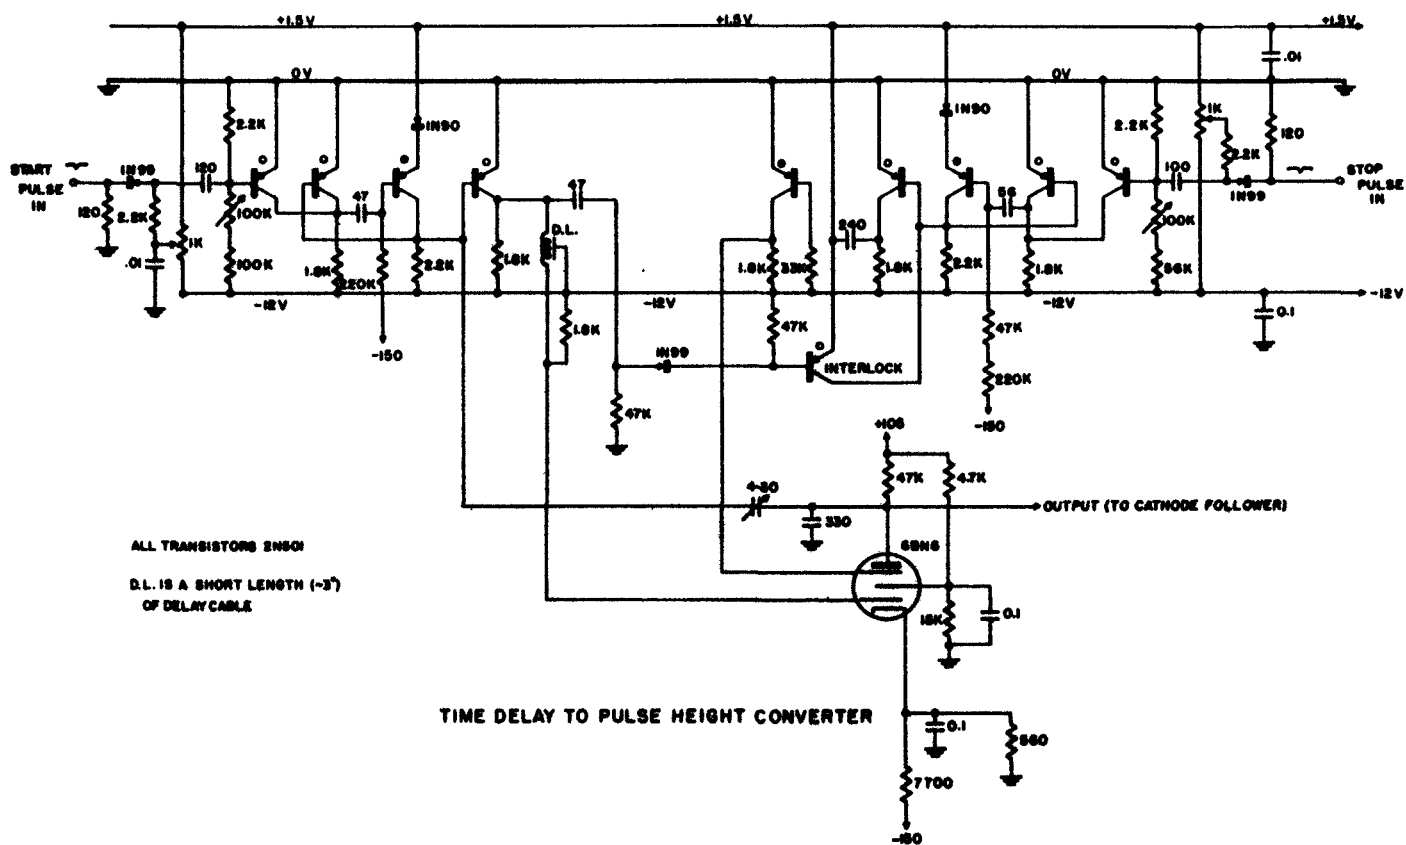 +1.5V +1.5V +1.5V
.01
0V 0V
1N90 1N90
2.2K 2.2K 1K
120
2.2K
START PULSE IN
1N99 120 47 47
100 1N99
STOP PULSE IN
120 2.2K 100K 1K
D.L. 240 56 100K
.01 100K 1.8K 220K 2.2K 1.8K
1.8K 33K 1.8K 2.2K 1.8K 56K
-12V -12V -12V -12V
0.1
-150
1.8K 47K 47K
1N99
INTERLOCK
220K
47K
-150
+105
47K 4.7K
4-30
330
OUTPUT (TO CATHODE FOLLOWER)
6BN6
ALL TRANSISTORS 2N501
D.L. IS A SHORT LENGTH (~3")
OF DELAY CABLE
18K 0.1
TIME DELAY TO PULSE HEIGHT CONVERTER
0.1 560
7700
-150